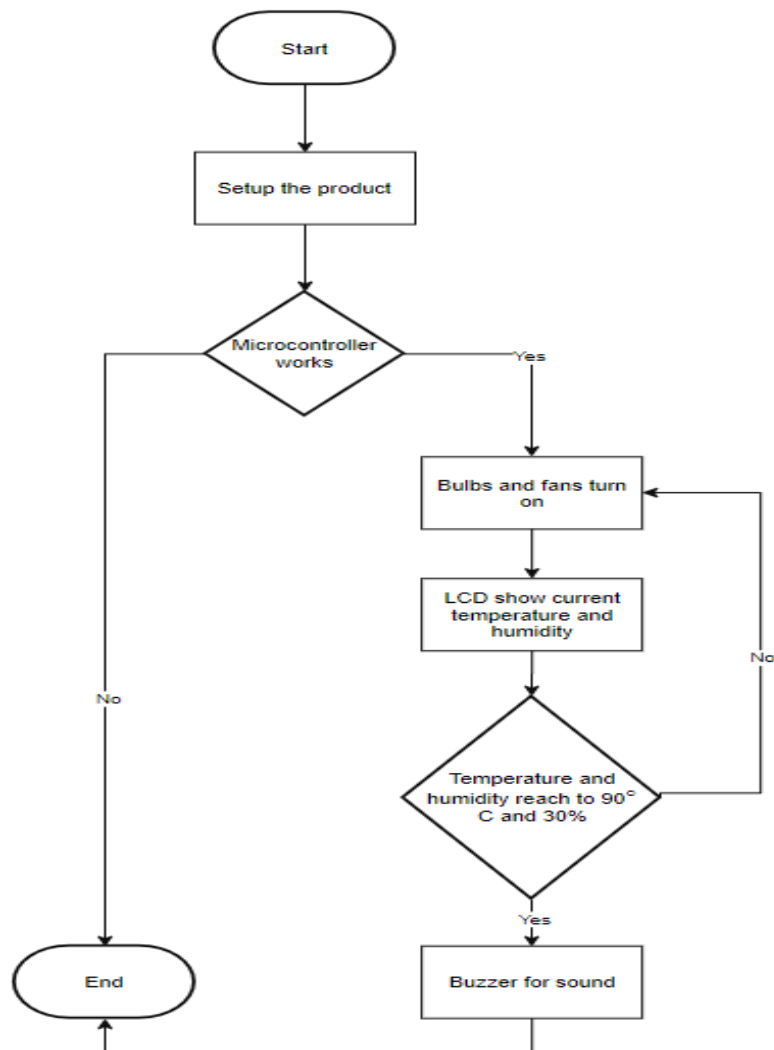 Start
Setup the product
Microcontroller
works
Yes
Bulbs and fans turn
on
LCD show current
temperature and
humidity
No
No
Temperature and
humidity reach to 90°
C and 30%
Yes
End
Buzzer for sound